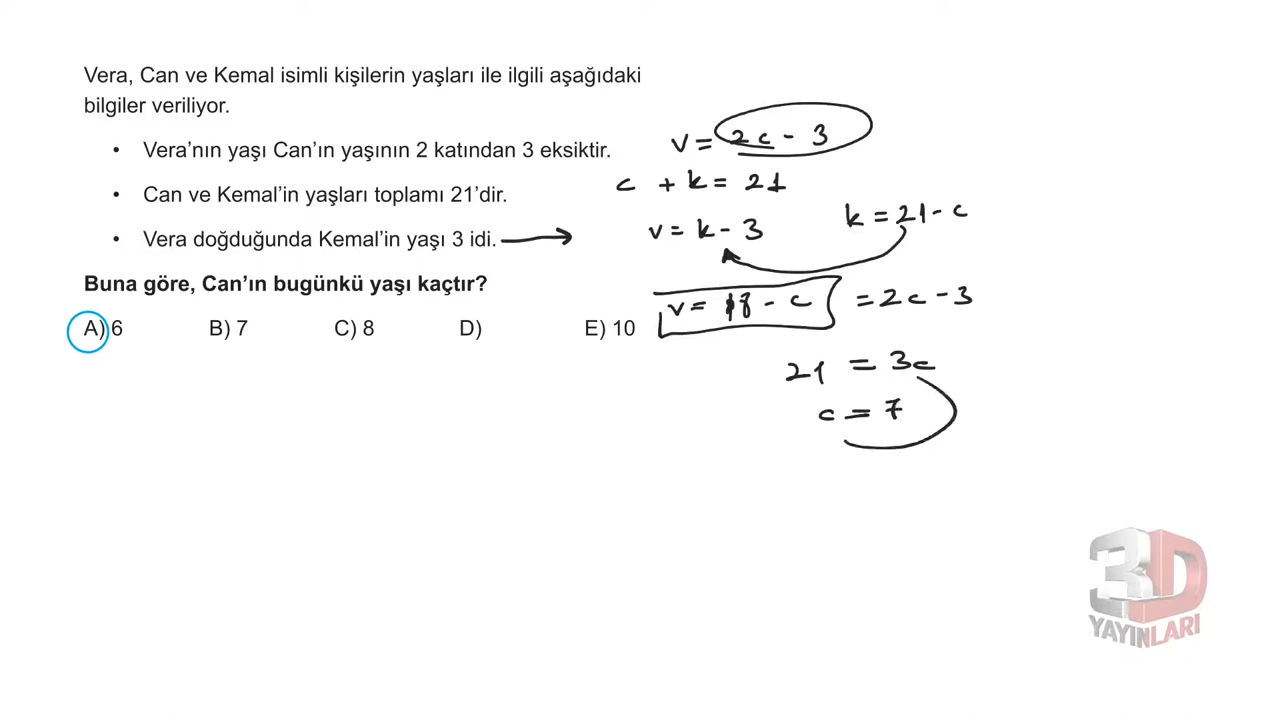 Vera, Can ve Kemal isimli kişilerin yaşları ile ilgili aşağıdaki
bilgiler veriliyor.
• Vera’nın yaşı Can’ın yaşının 2 katından 3 eksiktir.
• Can ve Kemal’in yaşları toplamı 21’dir.
• Vera doğduğunda Kemal’in yaşı 3 idi.
Buna göre, Can’ın bugünkü yaşı kaçtır?
A) 6 B) 7 C) 8 D) E) 10
v = 2c - 3
c + k = 21
v = k - 3
k = 21 - c
v = 18 - c = 2c - 3
21 = 3c
c = 7
3D
YAYINLARI